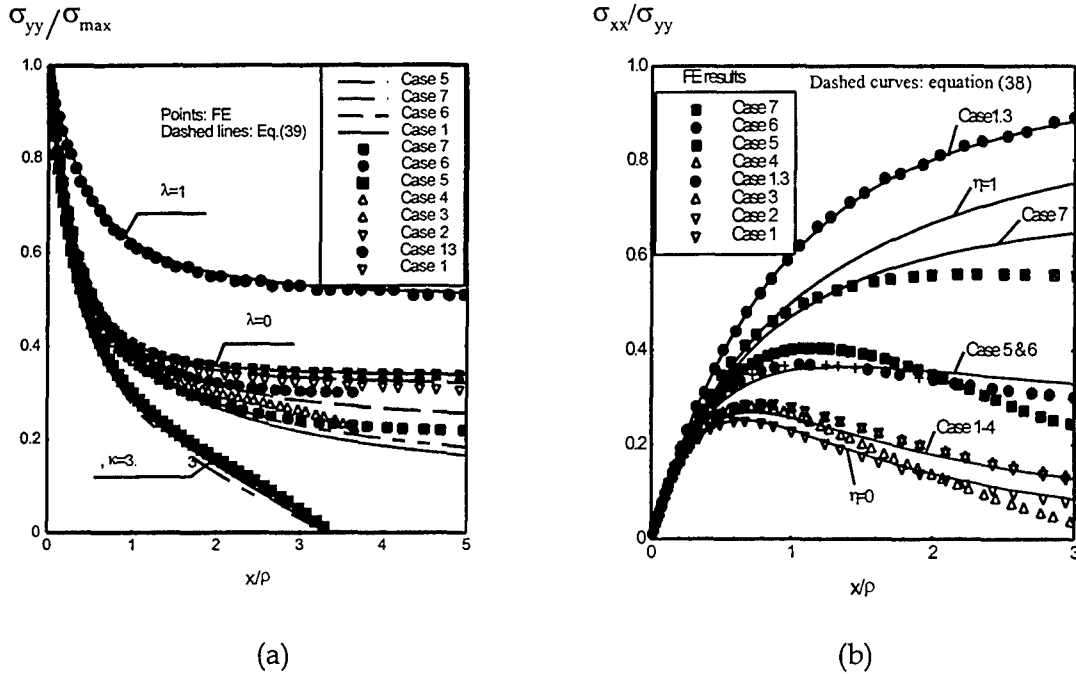 σyy/σmax
1.0
0.8
0.6
0.4
0.2
0
0
1
2
3
4
5
x/ρ
Points: FE
Dashed lines: Eq.(39)
λ=1
λ=0
, κ=3.
3
Case 5
Case 7
Case 6
Case 1
Case 7
Case 6
Case 5
Case 4
Case 3
Case 2
Case 13
Case 1
(a)
σxx/σyy
1.0
0.8
0.6
0.4
0.2
0
0
1
2
3
x/ρ
FE results
Case 7
Case 6
Case 5
Case 4
Case 1.3
Case 3
Case 2
Case 1
Dashed curves: equation (38)
Case1.3
η=1
Case 7
Case 5 & 6
Case 1-4
η=0
(b)